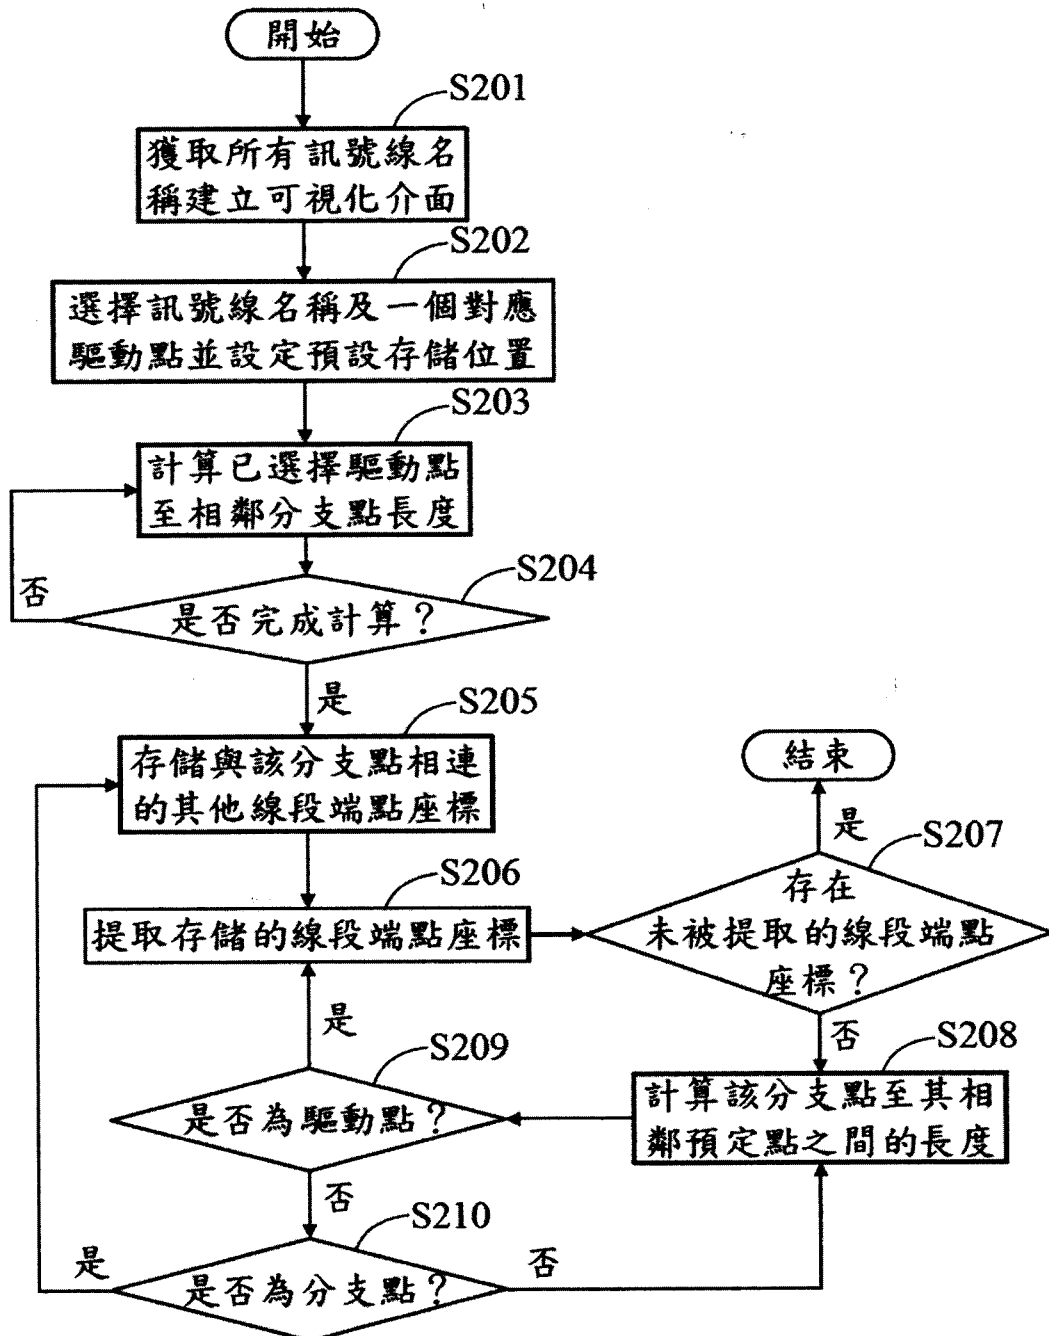 開始
S201
獲取所有訊號線名
稱建立可視化介面
S202
選擇訊號線名稱及一個對應
驅動點並設定預設存儲位置
S203
計算已選擇驅動點
至相鄰分支點長度
S204
是否完成計算？
否
是
S205
存儲與該分支點相連
的其他線段端點座標
S206
提取存儲的線段端點座標
S207
存在
未被提取的線段端點
座標？
是
結束
否
S208
計算該分支點至其相
鄰預定點之間的長度
S209
是否為驅動點？
是
否
S210
是否為分支點？
是
否